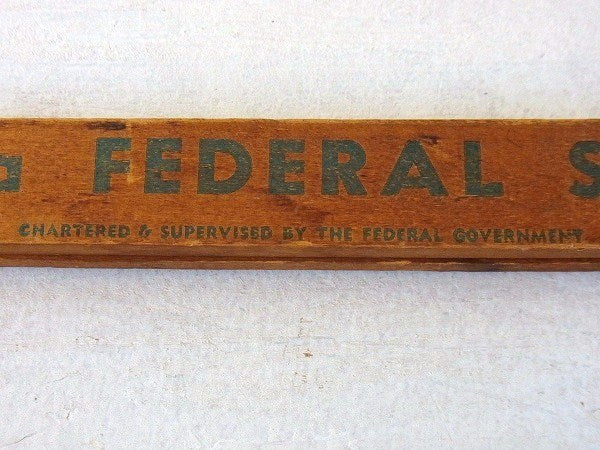 FEDERAL S
CHARTERED & SUPERVISED BY THE FEDERAL GOVERNMENT